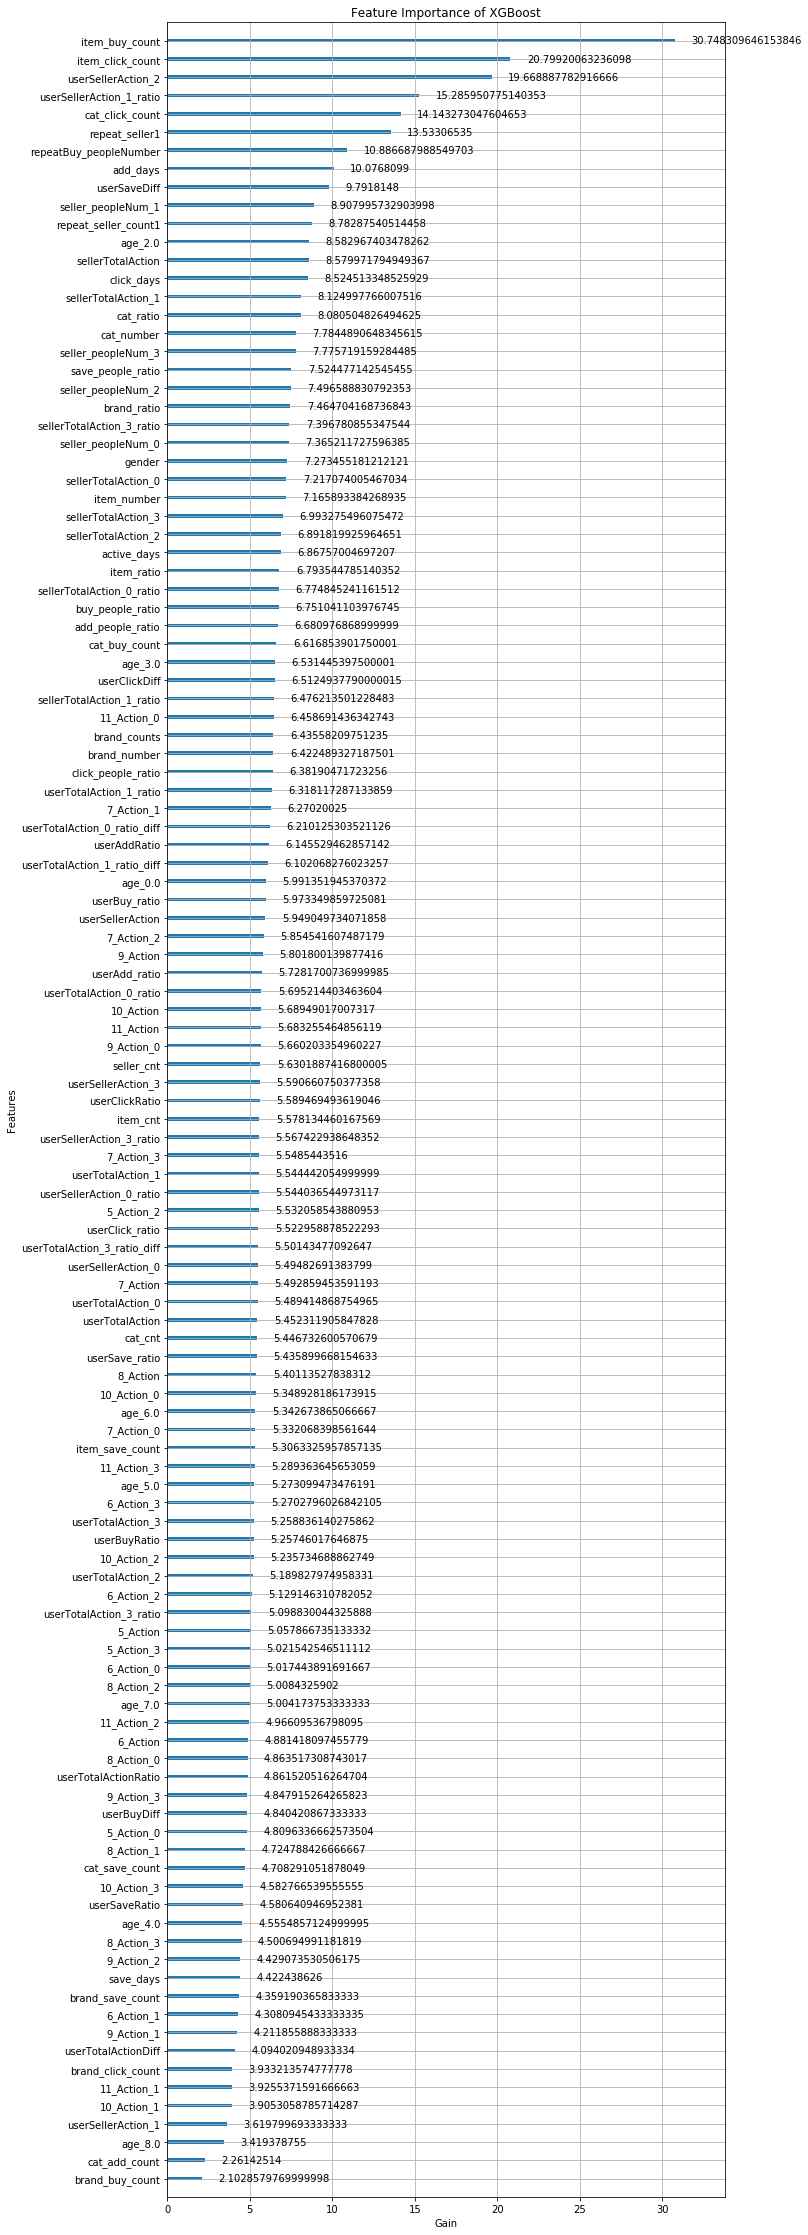 Feature Importance of XGBoost
item_buy_count 30.748309646153846
item_click_count 20.79920063236098
userSellerAction_2 19.668887782916666
userSellerAction_1_ratio 15.285950775140353
cat_click_count 14.143273047604653
repeat_seller1 13.53306535
repeatBuy_peopleNumber 10.886687988549703
add_days 10.0768099
userSaveDiff 9.7918148
seller_peopleNum_1 8.907995732903998
repeat_seller_count1 8.78287540514458
age_2.0 8.582967403478262
sellerTotalAction 8.579971794949367
click_days 8.524513348525929
sellerTotalAction_1 8.124997766007516
cat_ratio 8.080504826494625
cat_number 7.7844890648345615
seller_peopleNum_3 7.775719159284485
save_people_ratio 7.524477142545455
seller_peopleNum_2 7.496588830792353
brand_ratio 7.464704168736843
sellerTotalAction_3_ratio 7.396780855347544
seller_peopleNum_0 7.365211727596385
gender 7.273455181212121
sellerTotalAction_0 7.217074005467034
item_number 7.165893384268935
sellerTotalAction_3 6.993275496075472
sellerTotalAction_2 6.891819925964651
active_days 6.86757004697207
item_ratio 6.793544785140352
sellerTotalAction_0_ratio 6.774845241161512
buy_people_ratio 6.751041103976745
add_people_ratio 6.680976868999999
cat_buy_count 6.616853901750001
age_3.0 6.531445397500001
userClickDiff 6.5124937790000015
sellerTotalAction_1_ratio 6.476213501228483
11_Action_0 6.458691436342743
brand_counts 6.43558209751235
brand_number 6.422489327187501
click_people_ratio 6.38190471723256
userTotalAction_1_ratio 6.318117287133859
7_Action_1 6.27020025
userTotalAction_0_ratio_diff 6.210125303521126
userAddRatio 6.145529462857142
userTotalAction_1_ratio_diff 6.102068276023257
age_0.0 5.991351945370372
userBuy_ratio 5.973349859725081
userSellerAction 5.949049734071858
7_Action_2 5.854541607487179
9_Action 5.801800139877416
userAdd_ratio 5.7281700736999985
userTotalAction_0_ratio 5.695214403463604
10_Action 5.68949017007317
11_Action 5.683255464856119
9_Action_0 5.660203354960227
seller_cnt 5.6301887416800005
userSellerAction_3 5.590660750377358
userClickRatio 5.589469493619046
item_cnt 5.578134460167569
userSellerAction_3_ratio 5.567422938648352
7_Action_3 5.5485443516
userTotalAction_1 5.544442054999999
userSellerAction_0_ratio 5.544036544973117
5_Action_2 5.532058543880953
userClick_ratio 5.522958878522293
userTotalAction_3_ratio_diff 5.50143477092647
userSellerAction_0 5.49482691383799
7_Action 5.492859453591193
userTotalAction_0 5.489414868754965
userTotalAction 5.452311905847828
cat_cnt 5.446732600570679
userSave_ratio 5.435899668154633
8_Action 5.40113527838312
10_Action_0 5.348928186173915
age_6.0 5.342673865066667
7_Action_0 5.332068398561644
item_save_count 5.3063325957857135
11_Action_3 5.289363645653059
age_5.0 5.273099473476191
6_Action_3 5.2702796026842105
userTotalAction_3 5.258836140275862
userBuyRatio 5.25746017646875
10_Action_2 5.235734688862749
userTotalAction_2 5.189827974958331
6_Action_2 5.129146310782052
userTotalAction_3_ratio 5.098830044325888
5_Action 5.057866735133332
5_Action_3 5.021542546511112
6_Action_0 5.017443891691667
8_Action_2 5.0084325902
age_7.0 5.004173753333333
11_Action_2 4.96609536798095
6_Action 4.881418097455779
8_Action_0 4.863517308743017
userTotalActionRatio 4.861520516264704
9_Action_3 4.847915264265823
userBuyDiff 4.840420867333333
5_Action_0 4.8096336662573504
8_Action_1 4.724788426666667
cat_save_count 4.708291051878049
10_Action_3 4.582766539555555
userSaveRatio 4.580640946952381
age_4.0 4.5554857124999995
8_Action_3 4.500694991181819
9_Action_2 4.429073530506175
save_days 4.422438626
brand_save_count 4.359190365833333
6_Action_1 4.3080945433333335
9_Action_1 4.211855888333333
userTotalActionDiff 4.094020948933334
brand_click_count 3.933213574777778
11_Action_1 3.9255371591666663
10_Action_1 3.9053058785714287
userSellerAction_1 3.619799693333333
age_8.0 3.419378755
cat_add_count 2.26142514
brand_buy_count 2.1028579769999998
0 5 10 15 20 25 30
Gain
Features